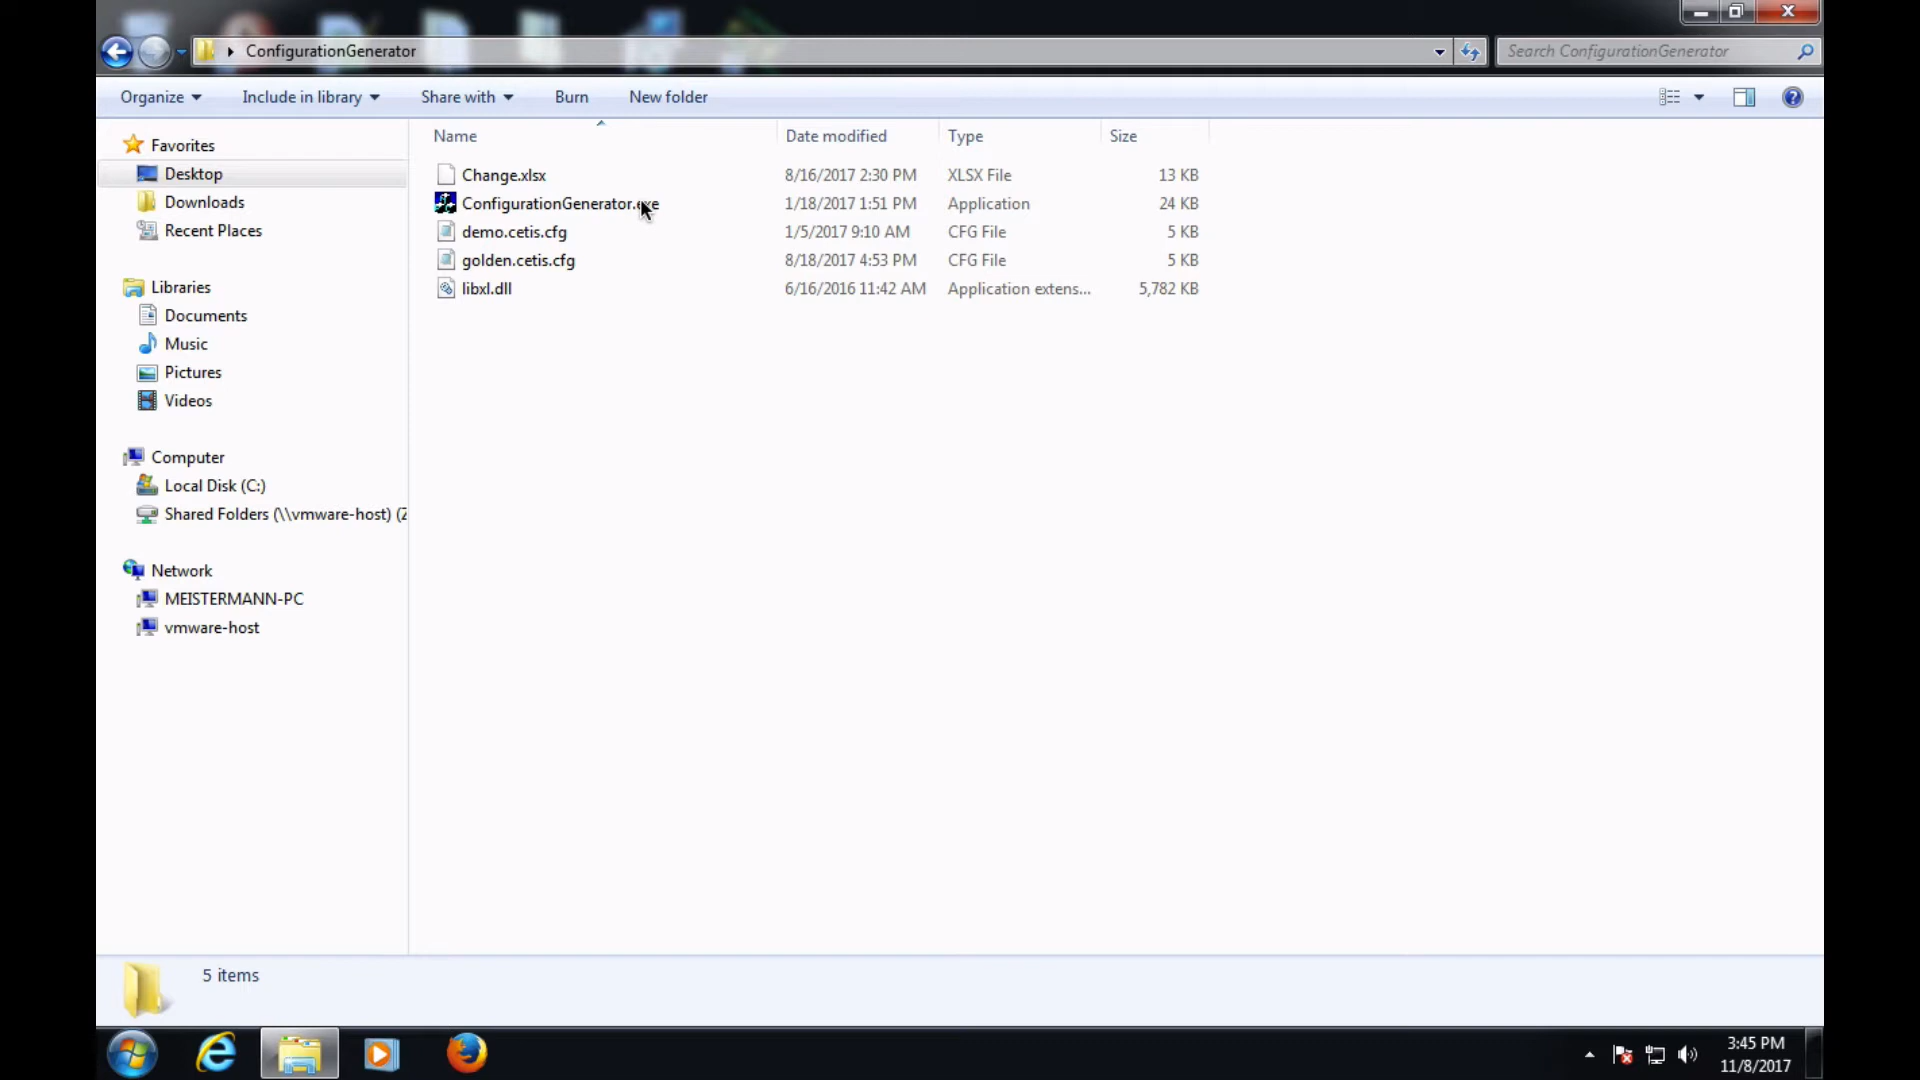 ConfigurationGenerator
Search ConfigurationGenerator
Organize Include in library Share with Burn New folder
Name Date modified Type Size
Favorites
Desktop
Downloads
Recent Places
Libraries
Documents
Music
Pictures
Videos
Computer
Local Disk (C:)
Shared Folders (\\vmware-host) (Z
Network
MEISTERMANN-PC
vmware-host
Change.xlsx 8/16/2017 2:30 PM XLSX File 13 KB
ConfigurationGenerator.exe 1/18/2017 1:51 PM Application 24 KB
demo.cetis.cfg 1/5/2017 9:10 AM CFG File 5 KB
golden.cetis.cfg 8/18/2017 4:53 PM CFG File 5 KB
libxl.dll 6/16/2016 11:42 AM Application extens... 5,782 KB
5 items
3:45 PM
11/8/2017